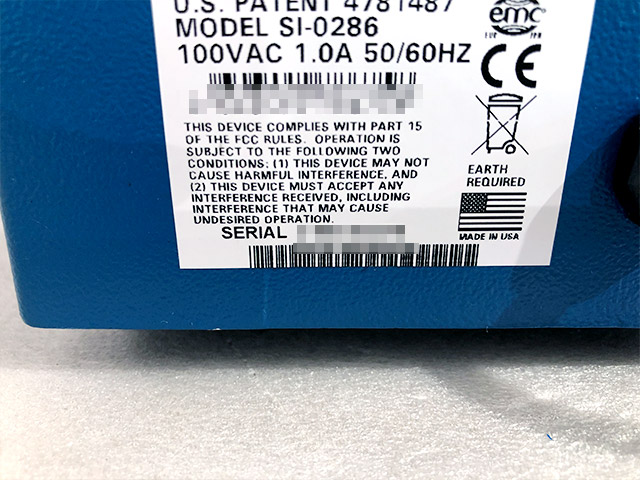 U.S. PATENT 4781487
MODEL SI-0286
100VAC 1.0A 50/60HZ
emc
CE
THIS DEVICE COMPLIES WITH PART 15
OF THE FCC RULES. OPERATION IS
SUBJECT TO THE FOLLOWING TWO
CONDITIONS: (1) THIS DEVICE MAY NOT
CAUSE HARMFUL INTERFERENCE, AND
(2) THIS DEVICE MUST ACCEPT ANY
INTERFERENCE RECEIVED, INCLUDING
INTERFERENCE THAT MAY CAUSE
UNDESIRED OPERATION.
SERIAL
EARTH
REQUIRED
MADE IN USA